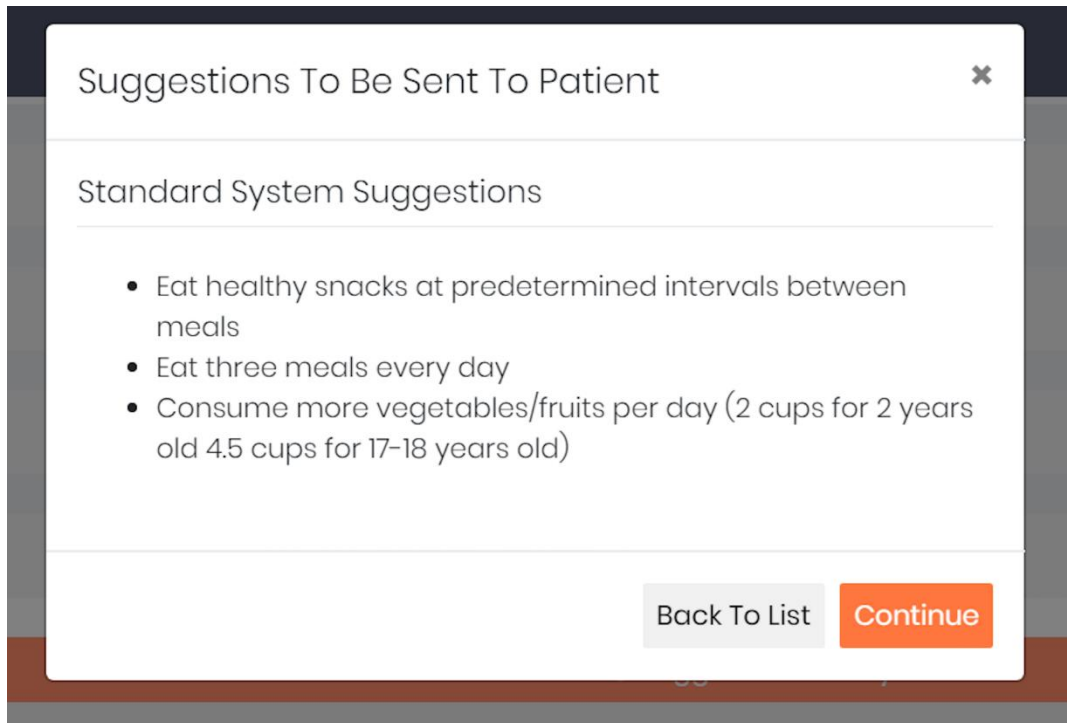 Suggestions To Be Sent To Patient
Standard System Suggestions
Eat healthy snacks at predetermined intervals between
meals
Eat three meals every day
Consume more vegetables/fruits per day (2 cups for 2 years
old 4.5 cups for 17-18 years old)
Back To List
Continue